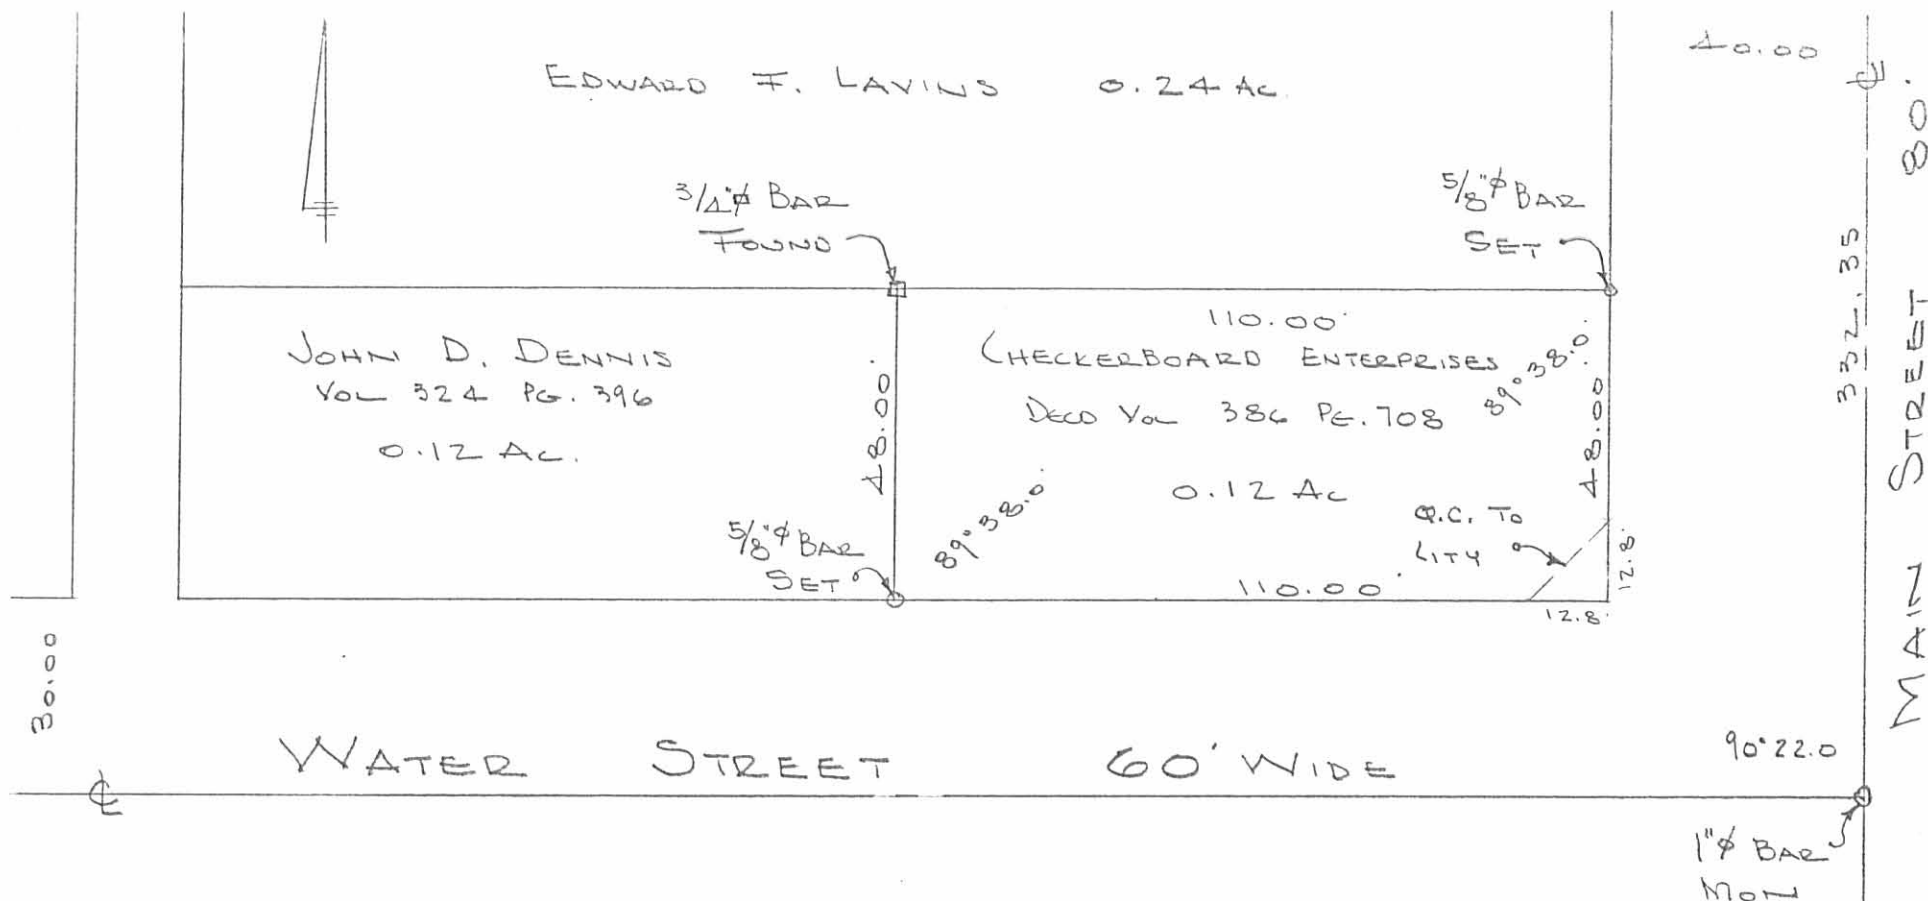 EDWARD F. LAVINS 0.24 AC.
40.00
℄
MAIN STREET 80'
332.35
3/4"⌀ BAR
FOUND
5/8"⌀ BAR
SET
110.00'
JOHN D. DENNIS
VOL 324 PG. 396
0.12 AC.
48.00'
CHECKERBOARD ENTERPRISES
DEED VOL 386 PG. 708
0.12 AC
89°38.0'
48.00'
89°38.0'
Q.C. TO
CITY
12.8'
5/8"⌀ BAR
SET
110.00'
12.8'
30.00
WATER STREET 60' WIDE
90°22.0
℄
1"⌀ BAR
MON